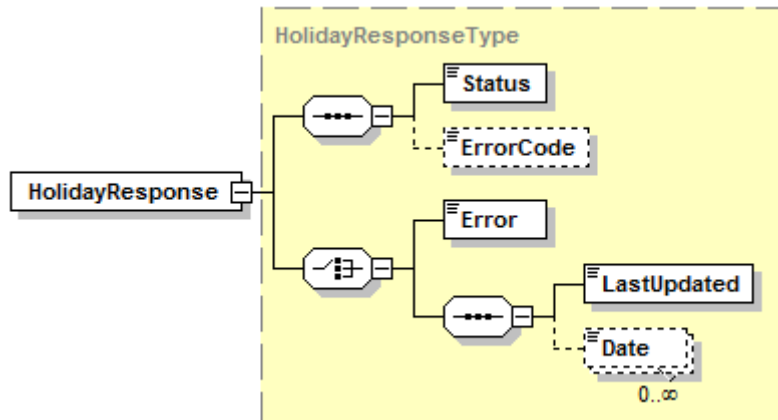 HolidayResponseType
Status
ErrorCode
HolidayResponse
Error
LastUpdated
Date
0..∞